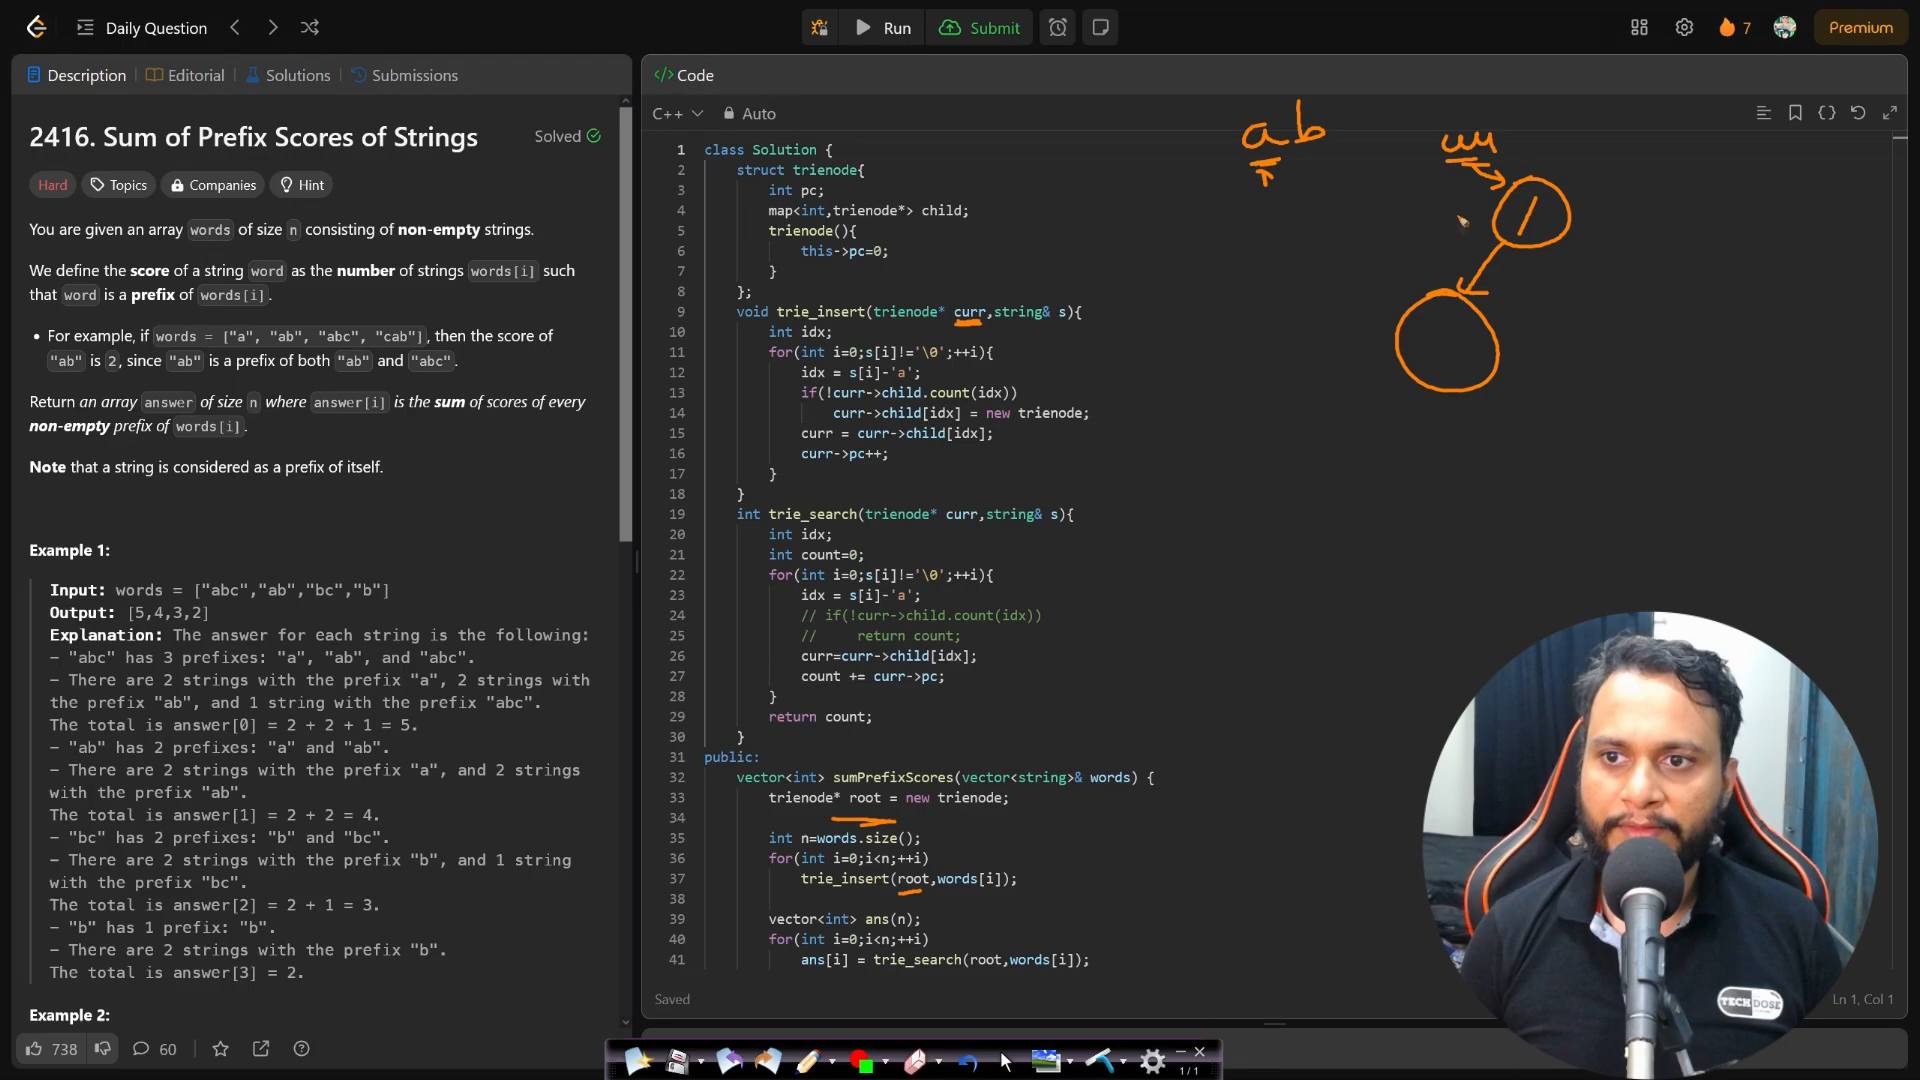 Daily Question
Run
Submit
7
Premium
Description
Editorial
Solutions
Submissions
2416. Sum of Prefix Scores of Strings
Solved
Hard
Topics
Companies
Hint
You are given an array words of size n consisting of non-empty strings.
We define the score of a string word as the number of strings words[i] such
that word is a prefix of words[i].
For example, if words = ["a", "ab", "abc", "cab"], then the score of
"ab" is 2, since "ab" is a prefix of both "ab" and "abc".
Return an array answer of size n where answer[i] is the sum of scores of every
non-empty prefix of words[i].
Note that a string is considered as a prefix of itself.
Example 1:
Input: words = ["abc","ab","bc","b"]
Output: [5,4,3,2]
Explanation: The answer for each string is the following:
- "abc" has 3 prefixes: "a", "ab", and "abc".
- There are 2 strings with the prefix "a", 2 strings with
the prefix "ab", and 1 string with the prefix "abc".
The total is answer[0] = 2 + 2 + 1 = 5.
- "ab" has 2 prefixes: "a" and "ab".
- There are 2 strings with the prefix "a", and 2 strings
with the prefix "ab".
The total is answer[1] = 2 + 2 = 4.
- "bc" has 2 prefixes: "b" and "bc".
- There are 2 strings with the prefix "b", and 1 string
with the prefix "bc".
The total is answer[2] = 2 + 1 = 3.
- "b" has 1 prefix: "b".
- There are 2 strings with the prefix "b".
The total is answer[3] = 2.
Example 2:
738
60
</> Code
C++
Auto
1 class Solution {
2 struct trienode{
3 int pc;
4 map<int,trienode*> child;
5 trienode(){
6 this->pc=0;
7 }
8 };
9 void trie_insert(trienode* curr,string& s){
10 int idx;
11 for(int i=0;s[i]!='\0';++i){
12 idx = s[i]-'a';
13 if(!curr->child.count(idx))
14 curr->child[idx] = new trienode;
15 curr = curr->child[idx];
16 curr->pc++;
17 }
18 }
19 int trie_search(trienode* curr,string& s){
20 int idx;
21 int count=0;
22 for(int i=0;s[i]!='\0';++i){
23 idx = s[i]-'a';
24 // if(!curr->child.count(idx))
25 // return count;
26 curr=curr->child[idx];
27 count += curr->pc;
28 }
29 return count;
30 }
31 public:
32 vector<int> sumPrefixScores(vector<string>& words) {
33 trienode* root = new trienode;
34
35 int n=words.size();
36 for(int i=0;i<n;++i)
37 trie_insert(root,words[i]);
38
39 vector<int> ans(n);
40 for(int i=0;i<n;++i)
41 ans[i] = trie_search(root,words[i]);
ab
Saved
Ln 1, Col 1
TECH DOSE
1/1